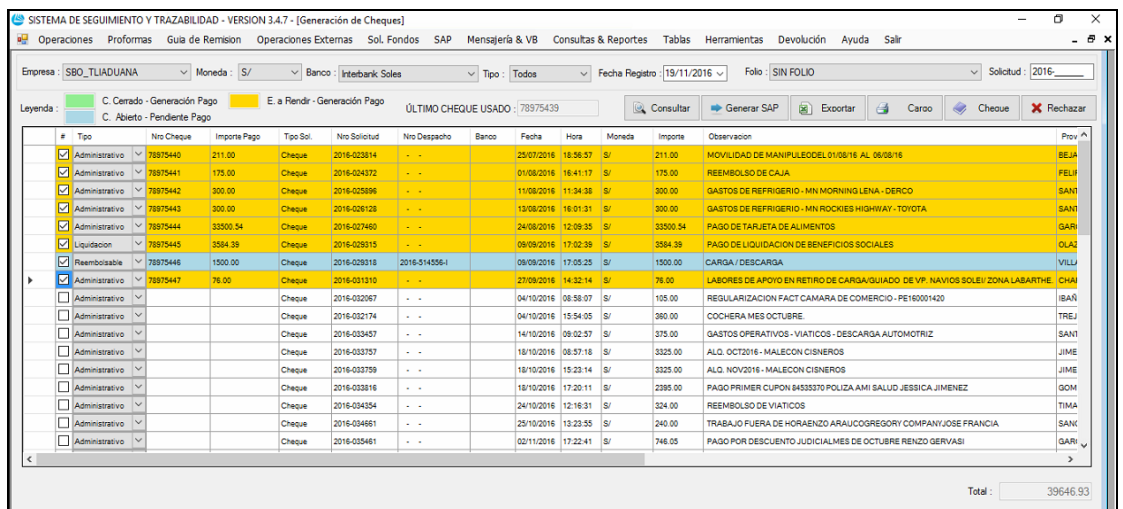 SISTEMA DE SEGUIMIENTO Y TRAZABILIDAD - VERSION 3.4.7 - [Generación de Cheques]
Operaciones Proformas Guia de Remision Operaciones Externas Sol. Fondos SAP Mensajería & VB Consultas & Reportes Tablas Herramientas Devolución Ayuda Salir
Empresa : SBO_TLIADUANA Moneda : S/ Banco : Interbank Soles Tipo : Todos Fecha Registro : 19/11/2016 Folio : SIN FOLIO Solicitud : 2016-_____
Leyenda : C. Cerrado - Generación Pago E. a Rendir - Generación Pago ÚLTIMO CHEQUE USADO : 78975439 Consultar Generar SAP Exportar Cargo Cheque Rechazar
C. Abierto - Pendiente Pago
# Tipo Nro Cheque Importe Pago Tipo Sol. Nro Solicitud Nro Despacho Banco Fecha Hora Moneda Importe Observacion Prov
Administrativo 78975440 211.00 Cheque 2016-023814 - - 25/07/2016 18:56:57 S/ 211.00 MOVILIDAD DE MANIPULEODEL 01/08/16 AL 06/08/16 BEJA
Administrativo 78975441 175.00 Cheque 2016-024372 - - 01/08/2016 16:41:17 S/ 175.00 REEMBOLSO DE CAJA FELIF
Administrativo 78975442 300.00 Cheque 2016-025896 - - 11/08/2016 11:34:38 S/ 300.00 GASTOS DE REFRIGERIO - MN MORNING LENA - DERCO SANT
Administrativo 78975443 300.00 Cheque 2016-026128 - - 13/08/2016 16:01:31 S/ 300.00 GASTOS DE REFRIGERIO - MN ROCKIES HIGHWAY - TOYOTA SANT
Administrativo 78975444 33500.54 Cheque 2016-027460 - - 24/08/2016 12:09:35 S/ 33500.54 PAGO DE TARJETA DE ALIMENTOS GAR
Liquidacion 78975445 3584.39 Cheque 2016-029315 - - 09/09/2016 17:02:39 S/ 3584.39 PAGO DE LIQUIDACION DE BENEFICIOS SOCIALES OLAZ
Reembolsable 78975446 1500.00 Cheque 2016-029318 2016-514556-I 09/09/2016 17:05:25 S/ 1500.00 CARGA / DESCARGA VILL
Administrativo 78975447 76.00 Cheque 2016-031310 - - 27/09/2016 14:32:14 S/ 76.00 LABORES DE APOYO EN RETIRO DE CARGA/GUIADO DE VP. NAVIOS SOLEI/ ZONA LABARTHE. CHA
Administrativo Cheque 2016-032067 - - 04/10/2016 08:58:07 S/ 105.00 REGULARIZACION FACT CAMARA DE COMERCIO - PE160001420 IBAÑ
Administrativo Cheque 2016-032174 - - 04/10/2016 15:54:05 S/ 360.00 COCHERA MES OCTUBRE. TREJ
Administrativo Cheque 2016-033457 - - 14/10/2016 09:02:57 S/ 375.00 GASTOS OPERATIVOS - VIATICOS - DESCARGA AUTOMOTRIZ SANT
Administrativo Cheque 2016-033757 - - 18/10/2016 08:57:18 S/ 3325.00 ALQ. OCT2016 - MALECON CISNEROS JIME
Administrativo Cheque 2016-033759 - - 18/10/2016 15:23:14 S/ 3325.00 ALQ. NOV2016 - MALECON CISNEROS JIME
Administrativo Cheque 2016-033816 - - 18/10/2016 17:20:11 S/ 2395.00 PAGO PRIMER CUPON 84535370 POLIZA AMI SALUD JESSICA JIMENEZ GOM
Administrativo Cheque 2016-034354 - - 24/10/2016 12:16:31 S/ 324.00 REEMBOLSO DE VIATICOS TIMA
Administrativo Cheque 2016-034661 - - 25/10/2016 13:23:55 S/ 240.00 TRABAJO FUERA DE HORAENZO ARAUCOGREGORY COMPANYJOSE FRANCIA SANC
Administrativo Cheque 2016-035461 - - 02/11/2016 17:22:41 S/ 746.05 PAGO POR DESCUENTO JUDICIALMES DE OCTUBRE RENZO GERVASI GAR
Total : 39646.93